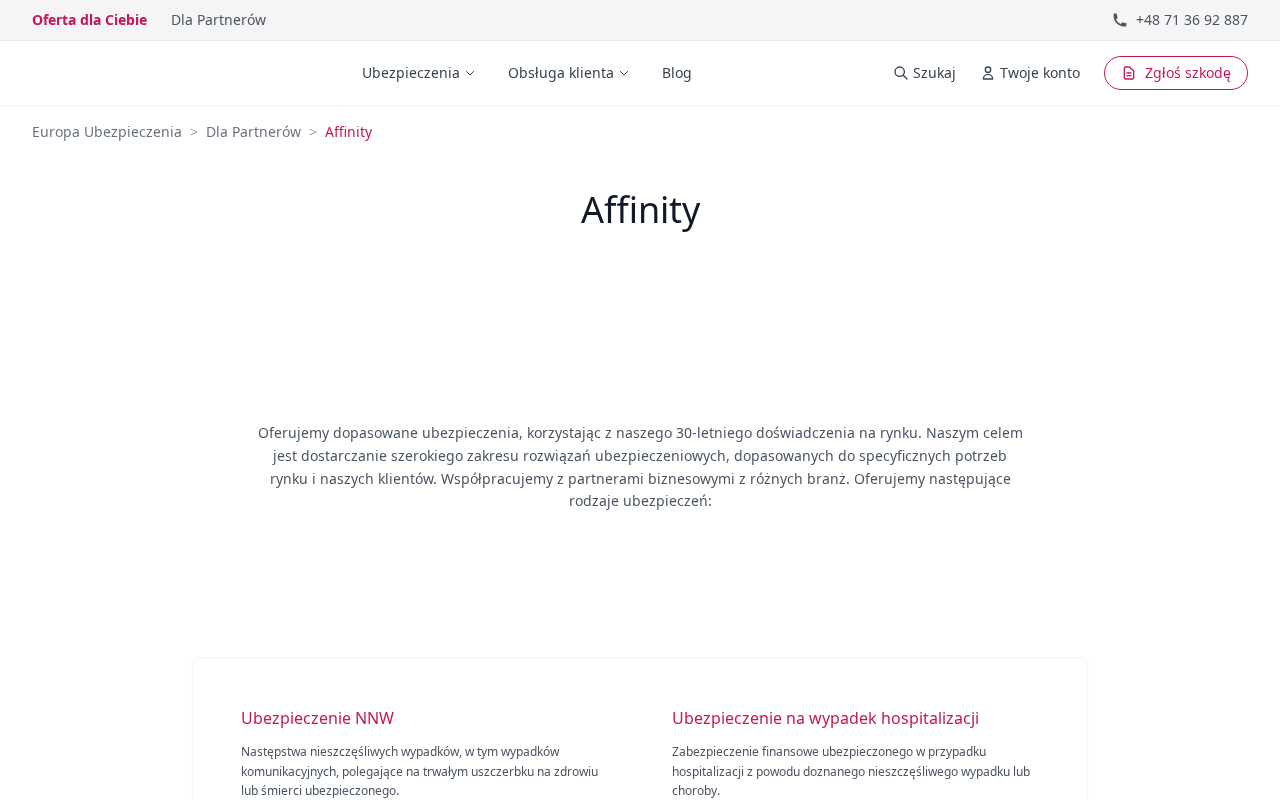 Oferta dla Ciebie
Dla Partnerów
+48 71 36 92 887
Ubezpieczenia
Obsługa klienta
Blog
Szukaj
Twoje konto
Zgłoś szkodę
Europa Ubezpieczenia > Dla Partnerów > Affinity
Affinity
Oferujemy dopasowane ubezpieczenia, korzystając z naszego 30-letniego doświadczenia na rynku. Naszym celem
jest dostarczanie szerokiego zakresu rozwiązań ubezpieczeniowych, dopasowanych do specyficznych potrzeb
rynku i naszych klientów. Współpracujemy z partnerami biznesowymi z różnych branż. Oferujemy następujące
rodzaje ubezpieczeń:
Ubezpieczenie NNW
Następstwa nieszczęśliwych wypadków, w tym wypadków
komunikacyjnych, polegające na trwałym uszczerbku na zdrowiu
lub śmierci ubezpieczonego.
Ubezpieczenie na wypadek hospitalizacji
Zabezpieczenie finansowe ubezpieczonego w przypadku
hospitalizacji z powodu doznanego nieszczęśliwego wypadku lub
choroby.